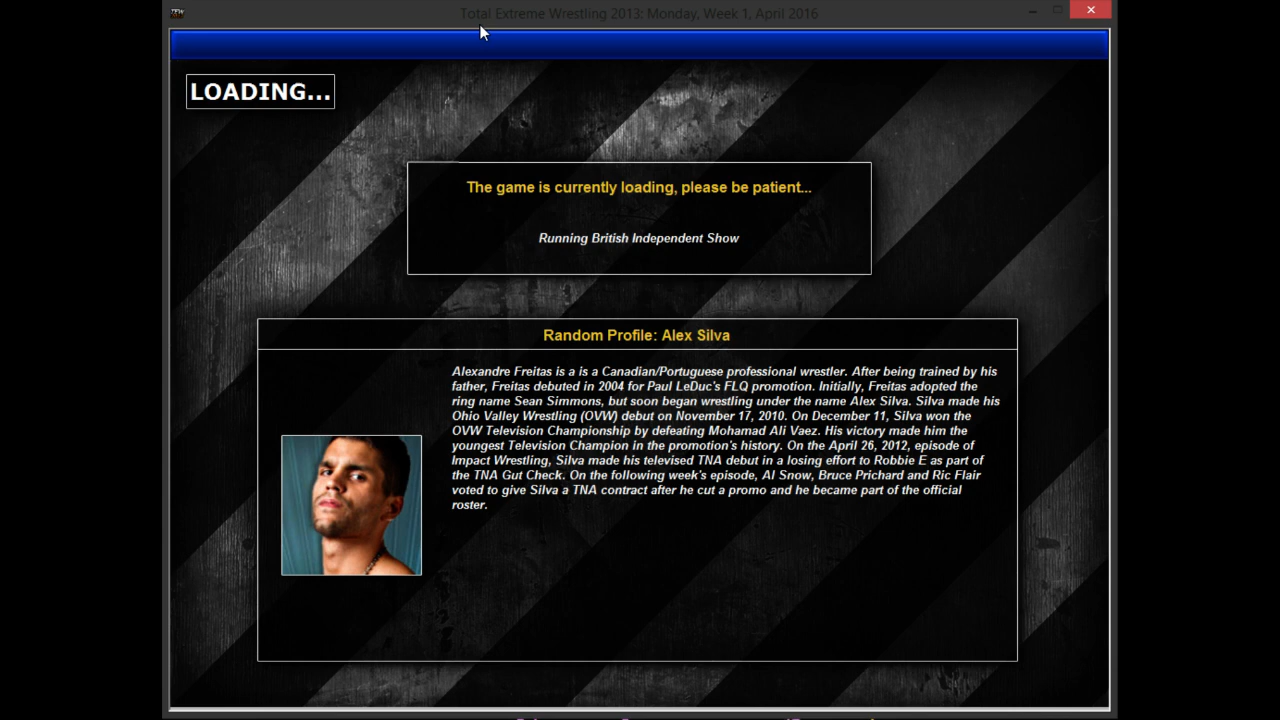 Total Extreme Wrestling 2013: Monday, Week 1, April 2016
LOADING...
The game is currently loading, please be patient...
Running British Independent Show
Random Profile: Alex Silva
Alexandre Freitas is a is a Canadian/Portuguese professional wrestler. After being trained by his
father, Freitas debuted in 2004 for Paul LeDuc's FLQ promotion. Initially, Freitas adopted the
ring name Sean Simmons, but soon began wrestling under the name Alex Silva. Silva made his
Ohio Valley Wrestling (OVW) debut on November 17, 2010. On December 11, Silva won the
OVW Television Championship by defeating Mohamad Ali Vaez. His victory made him the
youngest Television Champion in the promotion's history. On the April 26, 2012, episode of
Impact Wrestling, Silva made his televised TNA debut in a losing effort to Robbie E as part of
the TNA Gut Check. On the following week's episode, Al Snow, Bruce Prichard and Ric Flair
voted to give Silva a TNA contract after he cut a promo and he became part of the official
roster.